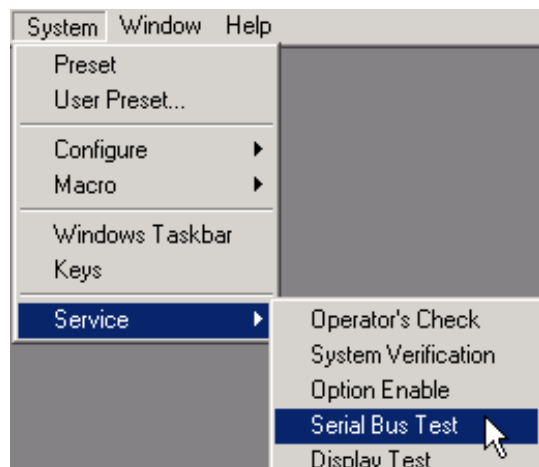 System Window Help
Preset
User Preset...
Configure
Macro
Windows Taskbar
Keys
Service
Operator's Check
System Verification
Option Enable
Serial Bus Test
Display Test